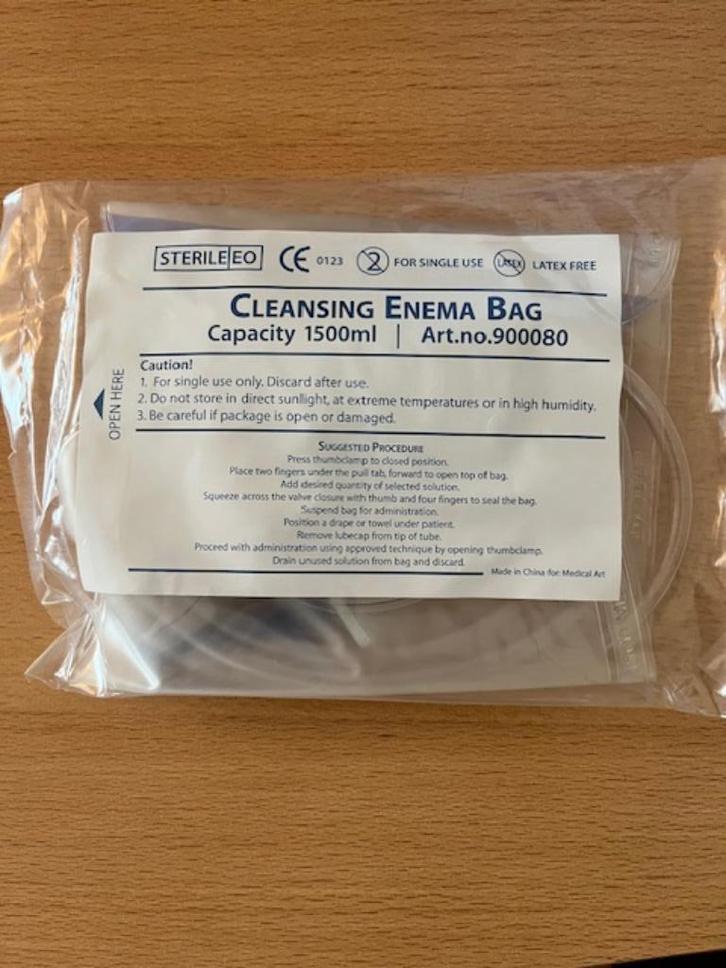 STERILE EO CE 0123 2 FOR SINGLE USE LATEX LATEX FREE
CLEANSING ENEMA BAG
Capacity 1500ml | Art.no.900080
OPEN HERE
Caution!
1. For single use only. Discard after use.
2. Do not store in direct sunllight, at extreme temperatures or in high humidity.
3. Be careful if package is open or damaged.
SUGGESTED PROCEDURE
Press thumbclamp to closed position.
Place two fingers under the pull tab, forward to open top of bag.
Add desired quantity of selected solution.
Squeeze across the valve closure with thumb and four fingers to seal the bag.
Suspend bag for administration.
Position a drape or towel under patient.
Remove lubecap from tip of tube.
Proceed with administration using approved technique by opening thumbclamp.
Drain unused solution from bag and discard.
Made in China for: Medical Art